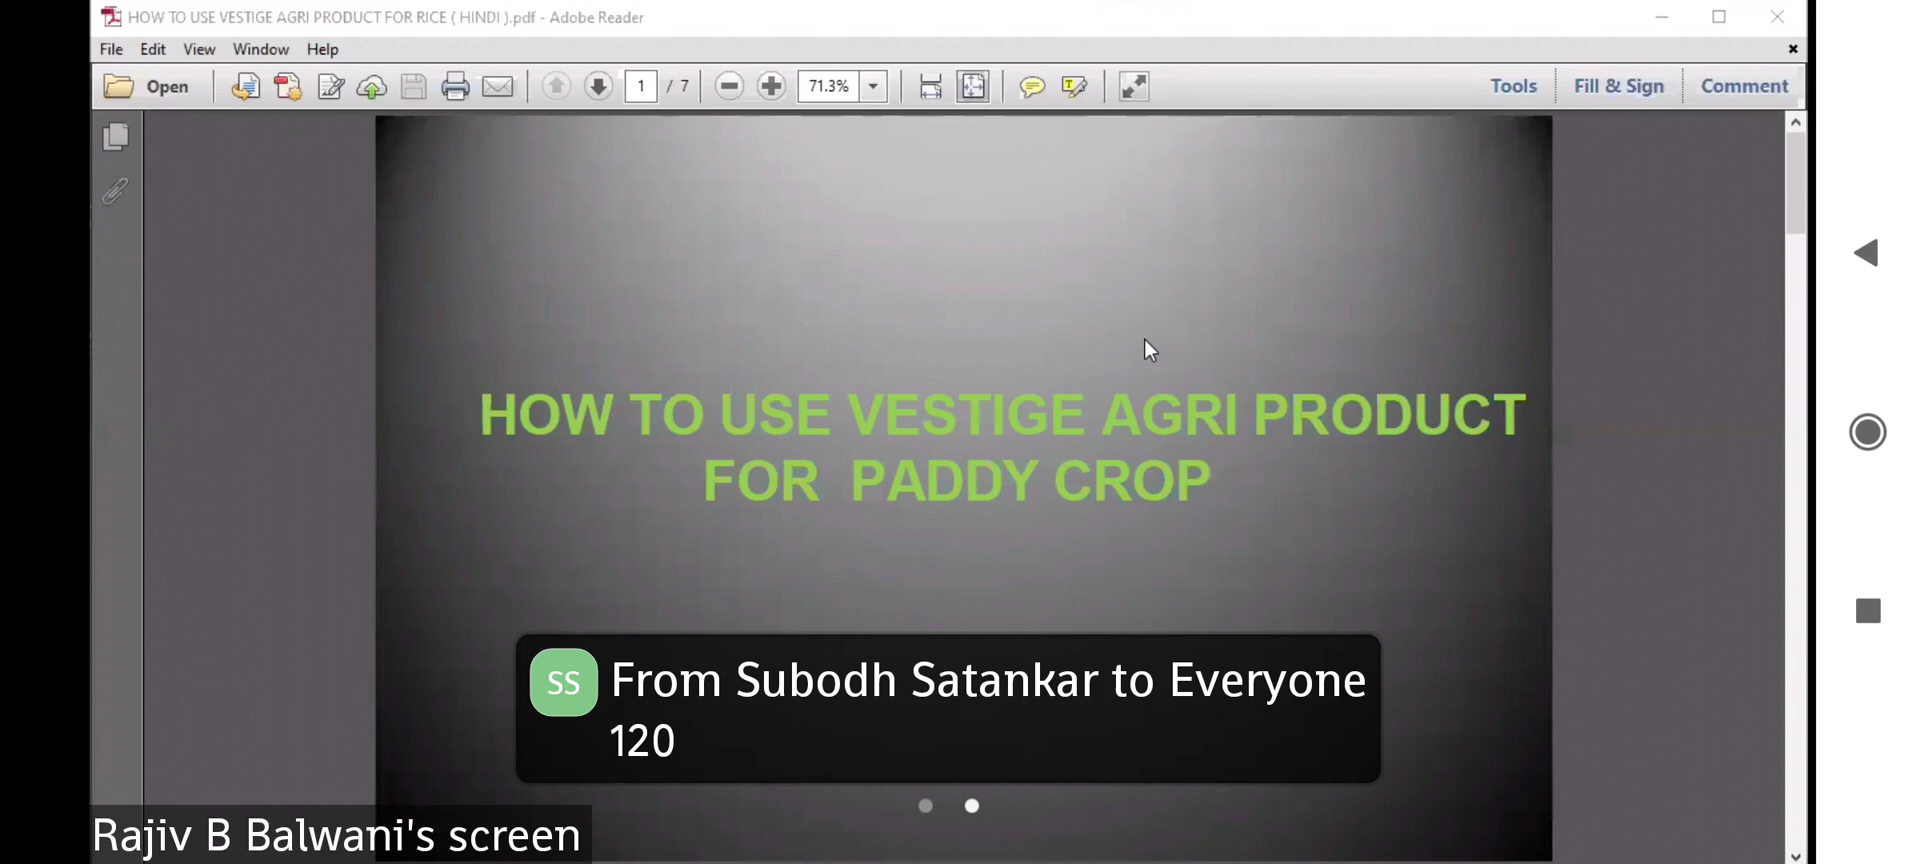 HOW TO USE VESTIGE AGRI PRODUCT FOR RICE ( HINDI ).pdf - Adobe Reader
File Edit View Window Help
Open 1 / 7 71.3% Tools Fill & Sign Comment
HOW TO USE VESTIGE AGRI PRODUCT
FOR PADDY CROP
SS From Subodh Satankar to Everyone
120
Rajiv B Balwani's screen